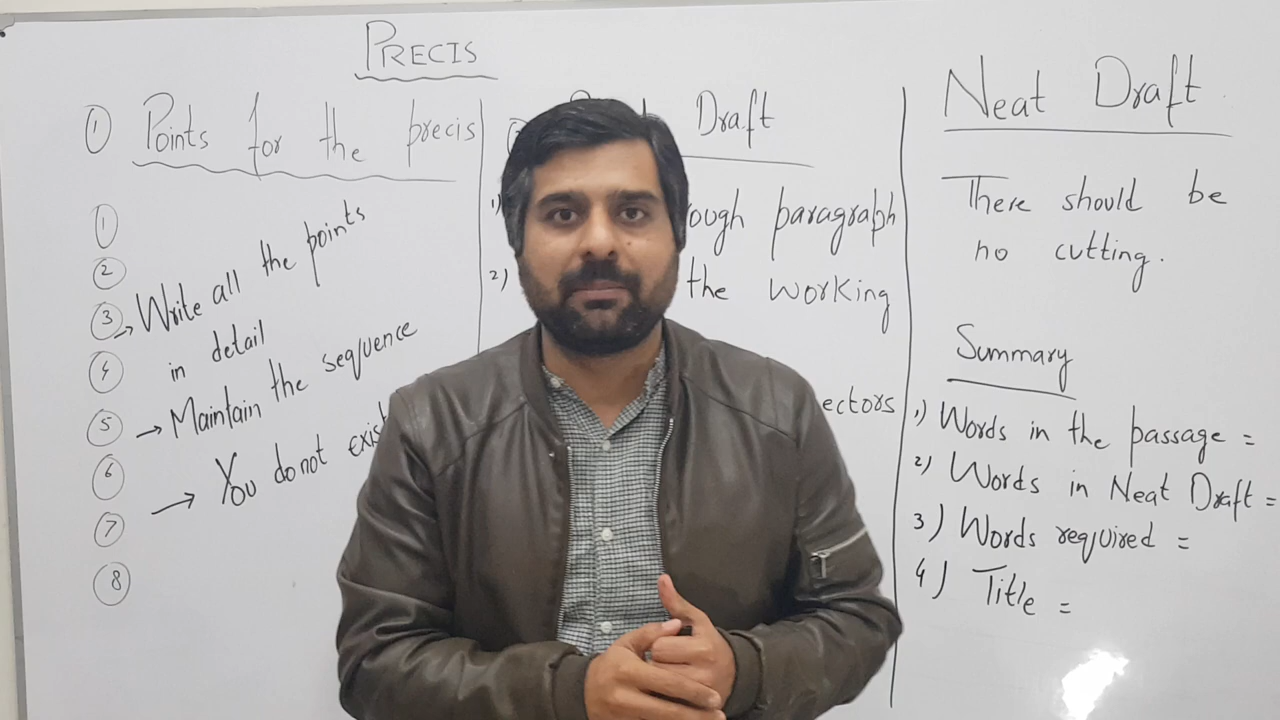 PRECIS
① Points for the precis
①
②
③ → Write all the points
in detail
④
⑤ → Maintain the sequence
⑥
→ You do not exist
⑦
⑧
Draft
1)
ough paragraph
2)
the working
ectors
Neat Draft
There should be
no cutting.
Summary
1) Words in the passage =
2) Words in Neat Draft =
3) Words required =
4) Title =